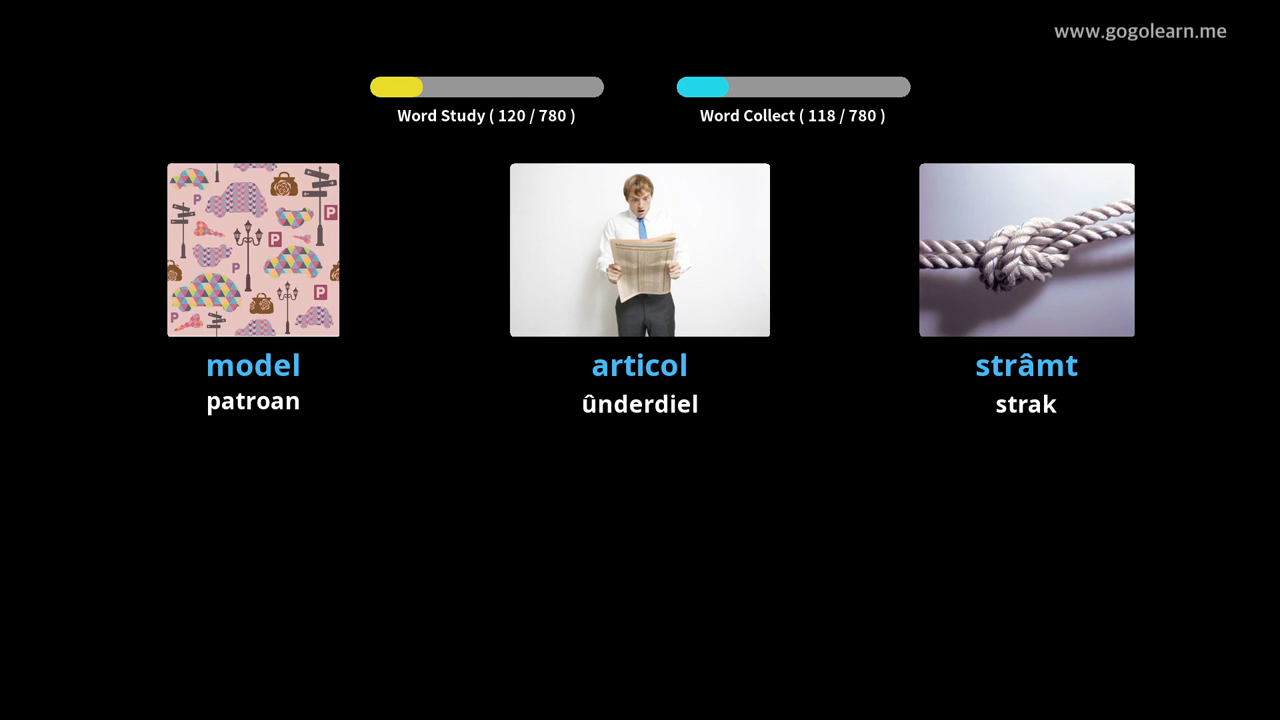 www.gogolearn.me
Word Study ( 120 / 780 )
Word Collect ( 118 / 780 )
P
P
P
P
P
P
model
articol
strâmt
patroan
ûnderdiel
strak